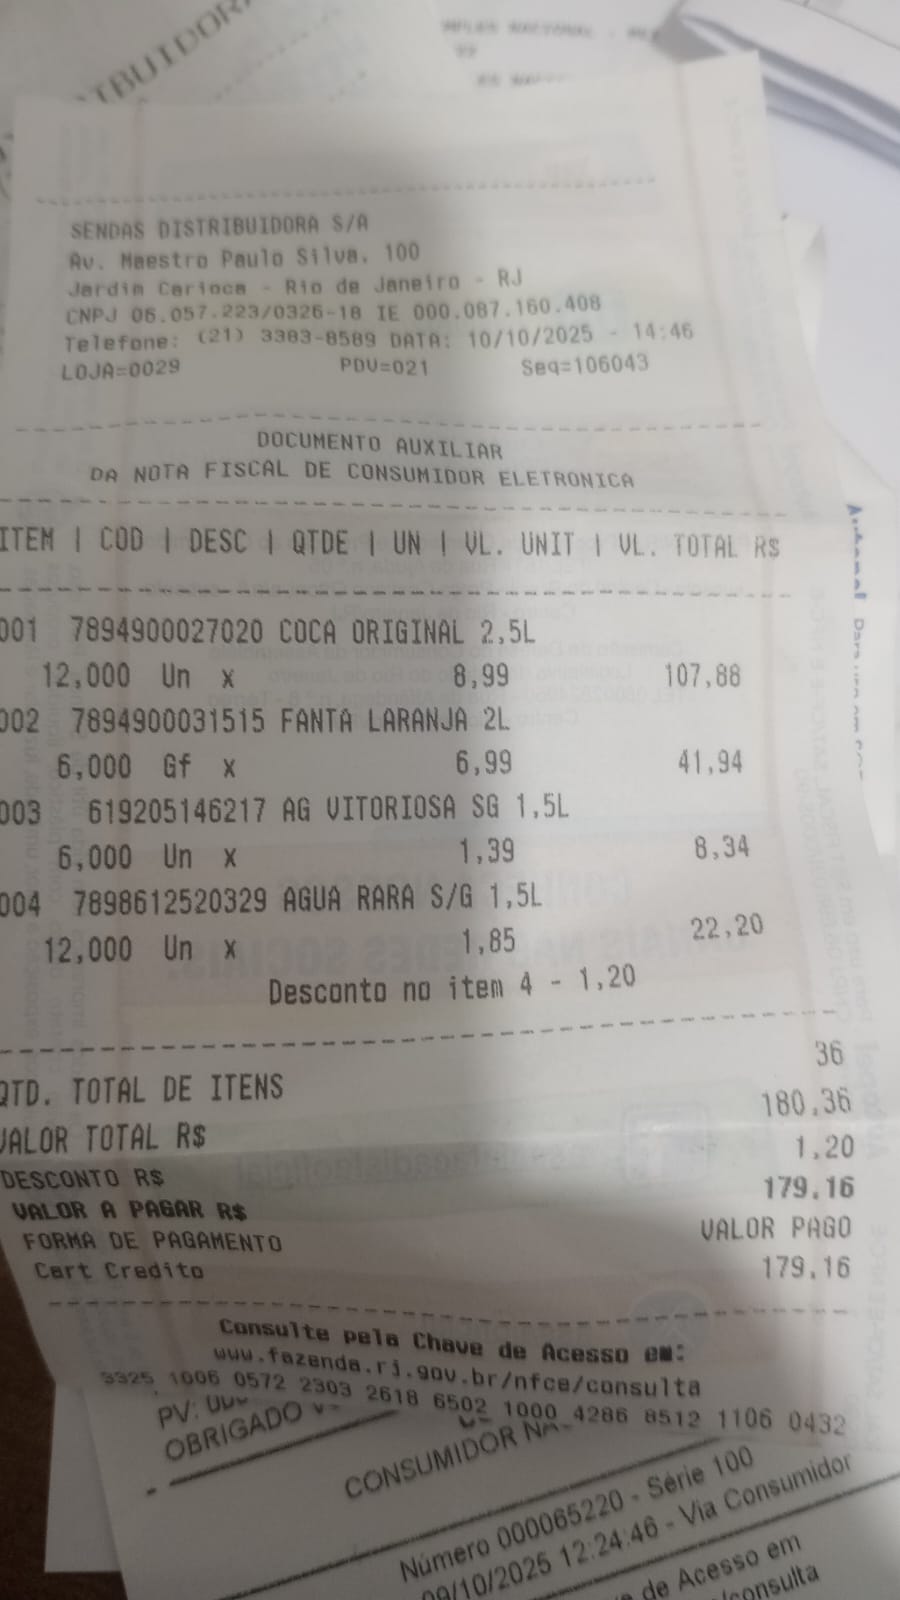 TBUIDOR
SENDAS DISTRIBUIDORA S/A
Av. Maestro Paulo Silva, 100
Jardim Carioca - Rio de Janeiro - RJ
CNPJ 06.057.223/0326-18 IE 000.087.160.408
Telefone: (21) 3383-8589 DATA: 10/10/2025 - 14:46
LOJA=0029 PDV=021 Seq=106043
DOCUMENTO AUXILIAR
DA NOTA FISCAL DE CONSUMIDOR ELETRONICA
ITEM | COD | DESC | QTDE | UN | VL. UNIT | VL. TOTAL R$
001 7894900027020 COCA ORIGINAL 2,5L
12,000 Un x 8,99 107,88
002 7894900031515 FANTA LARANJA 2L
6,000 Gf x 6,99 41,94
003 619205146217 AG VITORIOSA SG 1,5L
6,000 Un x 1,39 8,34
004 7898612520329 AGUA RARA S/G 1,5L
12,000 Un x 1,85 22,20
Desconto no item 4 - 1,20
QTD. TOTAL DE ITENS 36
VALOR TOTAL R$ 180,36
DESCONTO R$ 1,20
VALOR A PAGAR R$ 179,16
FORMA DE PAGAMENTO VALOR PAGO
Cart Credito 179,16
Consulte pela Chave de Acesso em:
www.fazenda.rj.gov.br/nfce/consulta
3325 1006 0572 2303 2618 6502 1000 4286 8512 1106 0432
PV:
OBRIGADO
CONSUMIDOR
Número 000065220 - Série 100
09/10/2025 12:24:46 - Via Consumidor
de Acesso em
/consulta